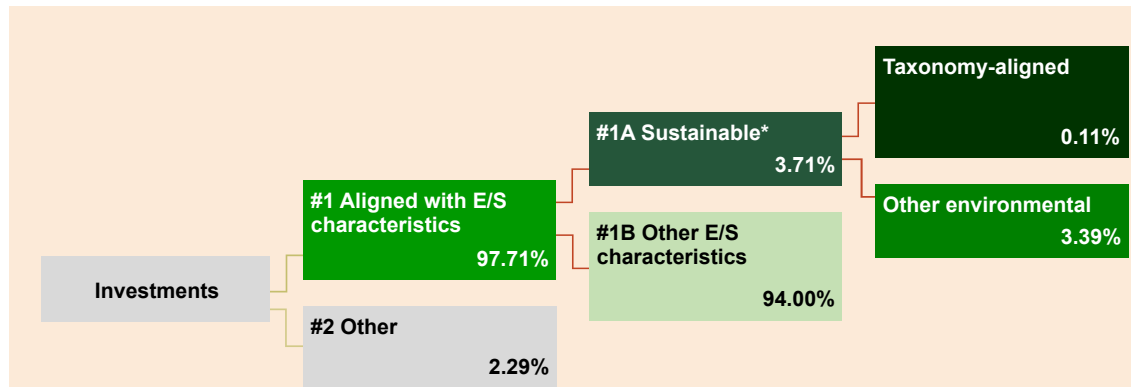 Investments
#1 Aligned with E/S
characteristics
97.71%
#2 Other
2.29%
#1A Sustainable*
3.71%
#1B Other E/S
characteristics
94.00%
Taxonomy-aligned
0.11%
Other environmental
3.39%